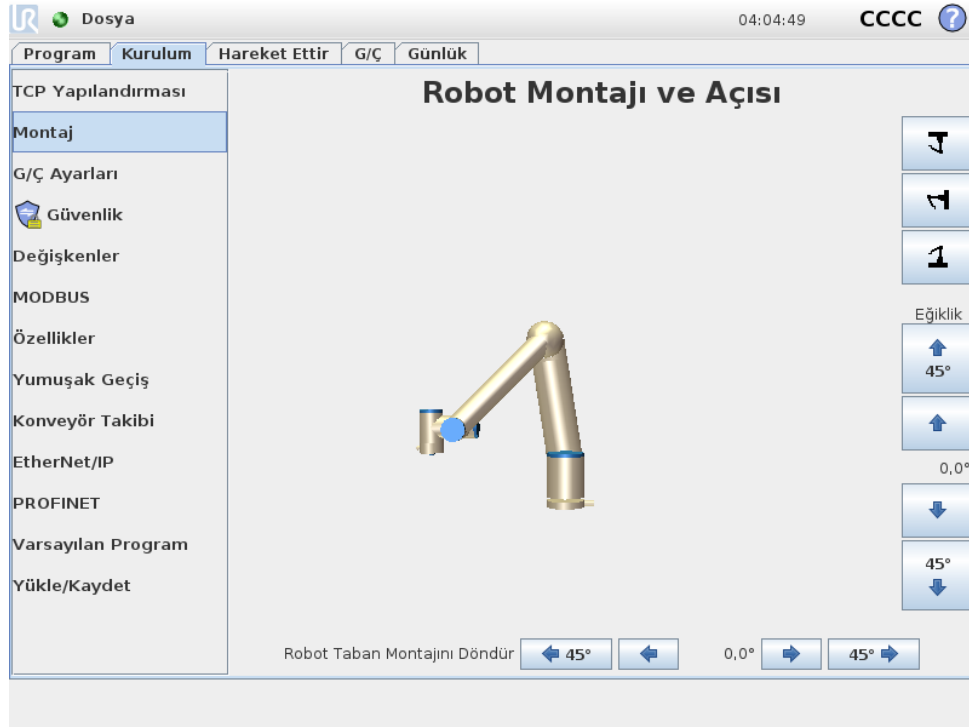 UR Dosya 04:04:49 CCCC ?
Program Kurulum Hareket Ettir G/Ç Günlük
TCP Yapılandırması
Montaj
G/Ç Ayarları
Güvenlik
Değişkenler
MODBUS
Özellikler
Yumuşak Geçiş
Konveyör Takibi
EtherNet/IP
PROFINET
Varsayılan Program
Yükle/Kaydet
Robot Montajı ve Açısı
Eğiklik
45°
0,0°
45°
Robot Taban Montajını Döndür 45° 0,0° 45°